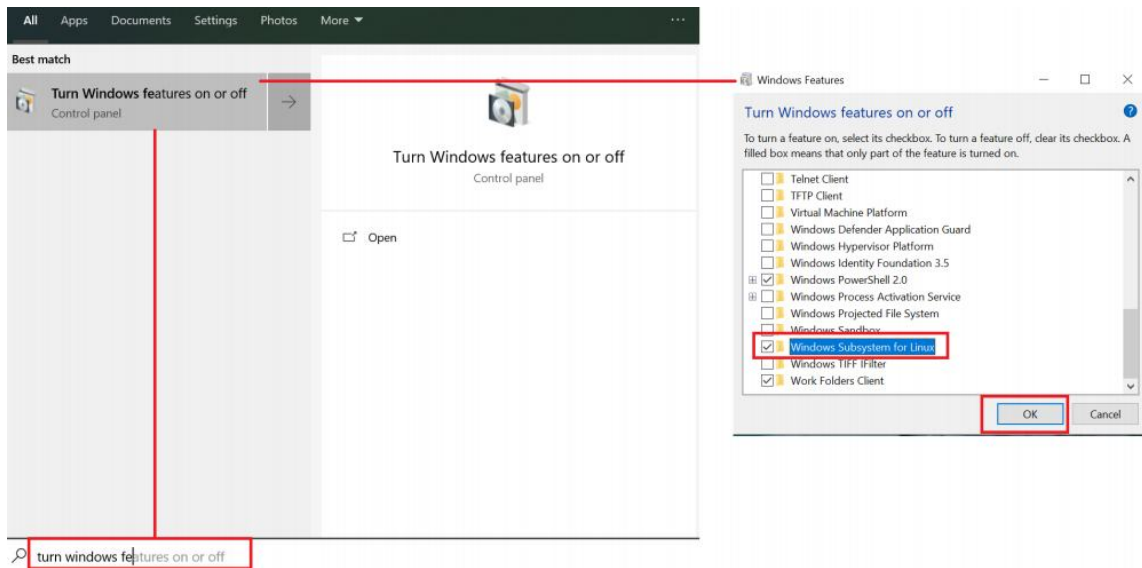 All Apps Documents Settings Photos More
Best match
Turn Windows features on or off
Control panel
Turn Windows features on or off
Control panel
Open
turn windows features on or off
Windows Features
Turn Windows features on or off
To turn a feature on, select its checkbox. To turn a feature off, clear its checkbox. A
filled box means that only part of the feature is turned on.
Telnet Client
TFTP Client
Virtual Machine Platform
Windows Defender Application Guard
Windows Hypervisor Platform
Windows Identity Foundation 3.5
Windows PowerShell 2.0
Windows Process Activation Service
Windows Projected File System
Windows Sandbox
Windows Subsystem for Linux
Windows TIFF IFilter
Work Folders Client
OK Cancel